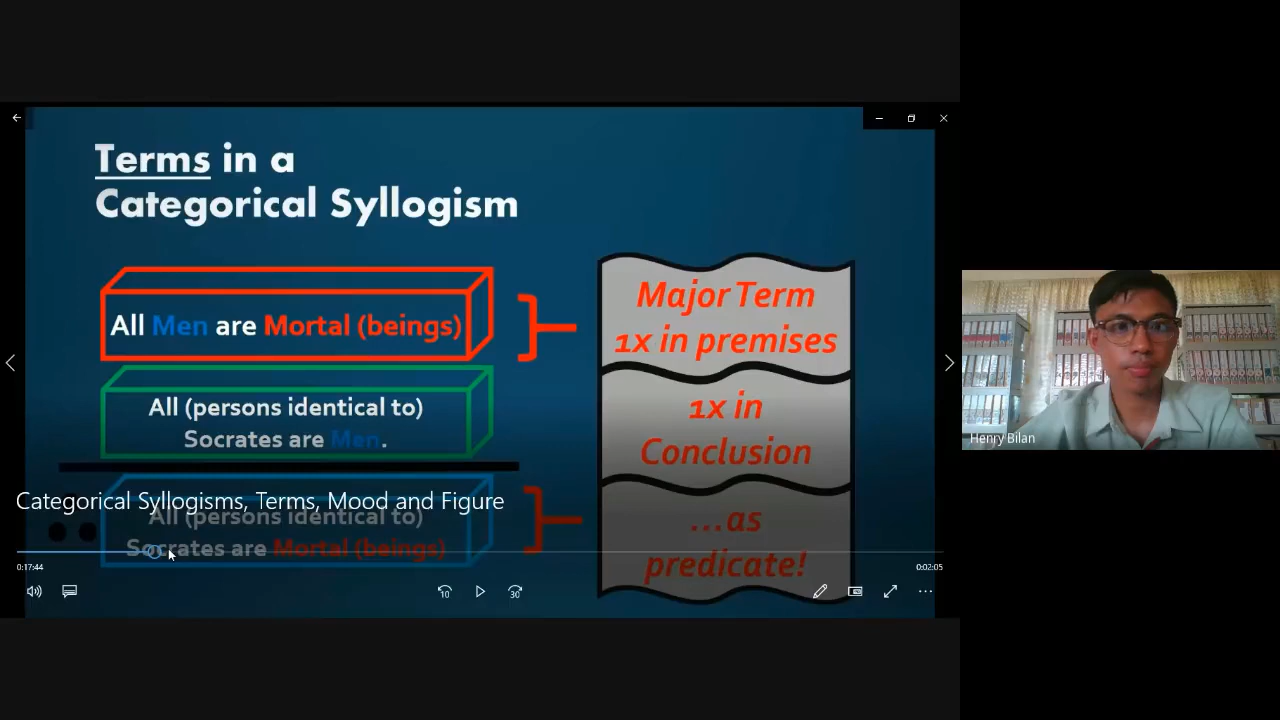 Terms in a
Categorical Syllogism
All Men are Mortal (beings)
All (persons identical to)
Socrates are Men.
All (persons identical to)
Socrates are Mortal (beings)
Major Term
1x in premises
1x in
Conclusion
...as
predicate!
Categorical Syllogisms, Terms, Mood and Figure
0:17:44
0:02:05
10
30
Henry Bilan